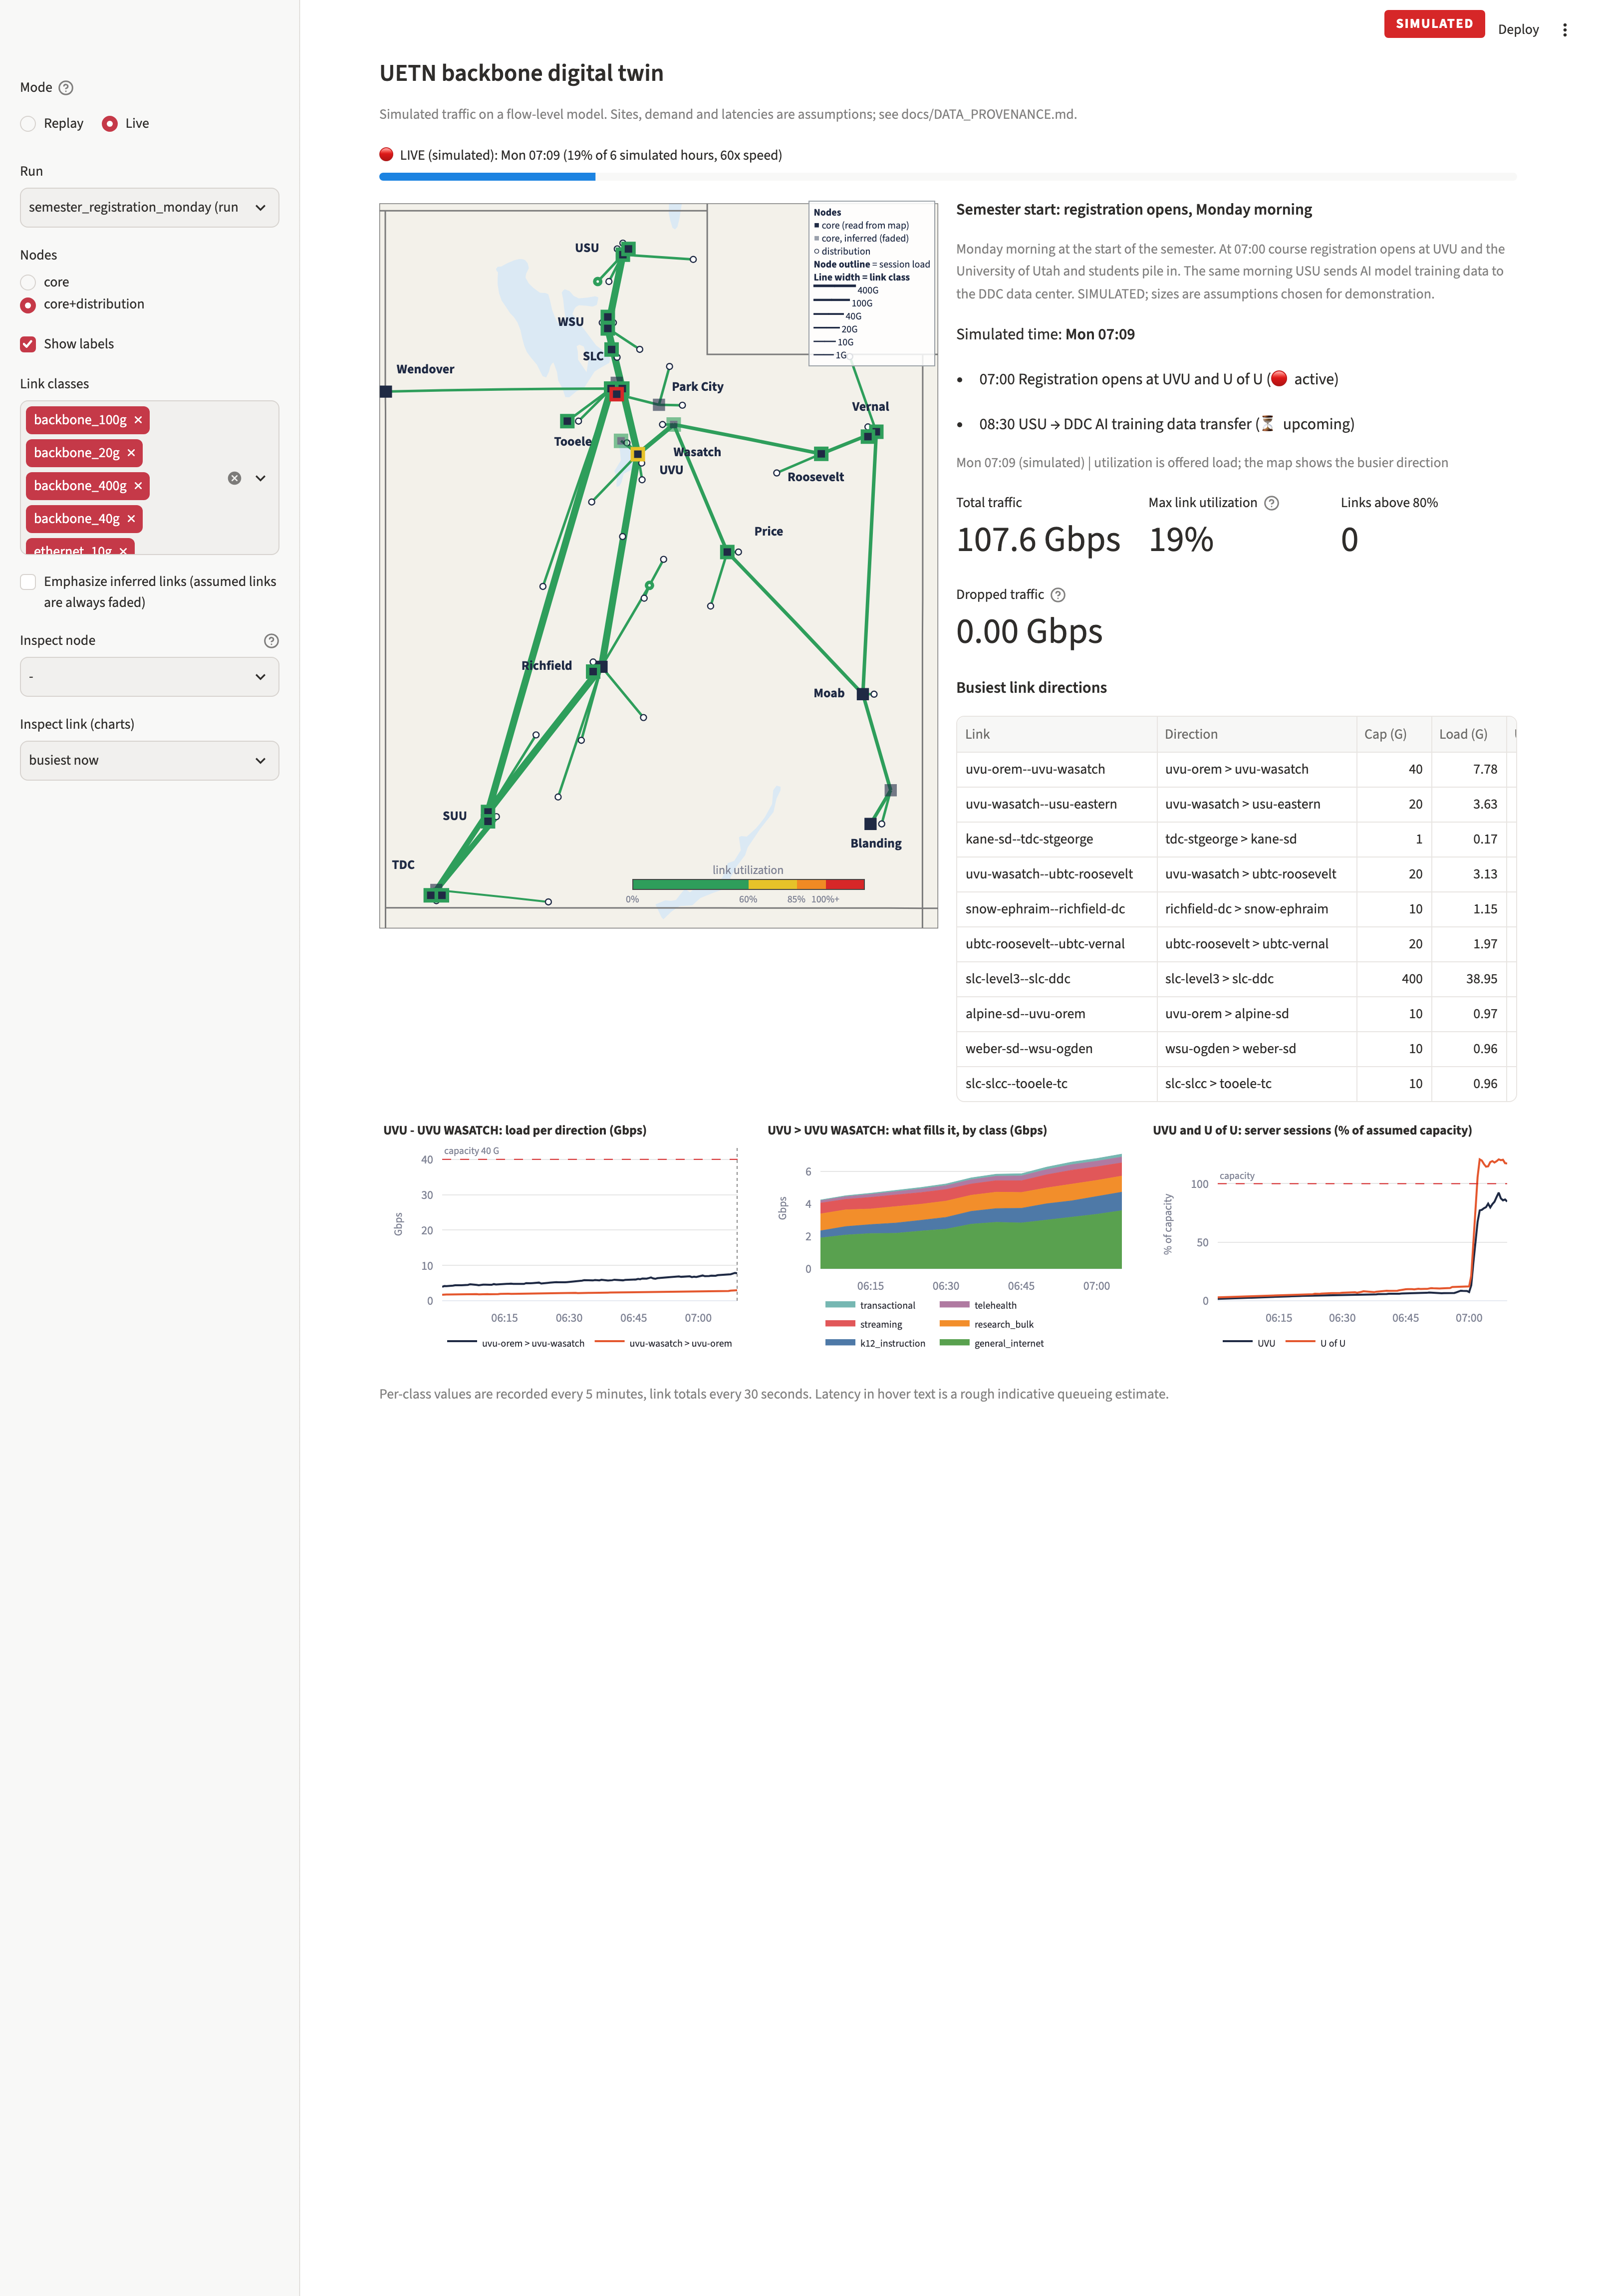 SIMULATED
Deploy
Mode
Replay
Live
Run
semester_registration_monday (run
Nodes
core
core+distribution
Show labels
Link classes
backbone_100g
backbone_20g
backbone_400g
backbone_40g
ethernet_10g
Emphasize inferred links (assumed links
are always faded)
Inspect node
-
Inspect link (charts)
busiest now
UETN backbone digital twin
Simulated traffic on a flow-level model. Sites, demand and latencies are assumptions; see docs/DATA_PROVENANCE.md.
LIVE (simulated): Mon 07:09 (19% of 6 simulated hours, 60x speed)
Nodes
core (read from map)
core, inferred (faded)
distribution
Node outline = session load
Line width = link class
400G
100G
40G
20G
10G
1G
USU
WSU
SLC
Wendover
Park City
Vernal
Tooele
Wasatch
UVU
Roosevelt
Price
Richfield
Moab
SUU
Blanding
TDC
link utilization
0% 60% 85% 100%+
Semester start: registration opens, Monday morning
Monday morning at the start of the semester. At 07:00 course registration opens at UVU and the
University of Utah and students pile in. The same morning USU sends AI model training data to
the DDC data center. SIMULATED; sizes are assumptions chosen for demonstration.
Simulated time: Mon 07:09
• 07:00 Registration opens at UVU and U of U (🔴 active)
• 08:30 USU → DDC AI training data transfer (⏳ upcoming)
Mon 07:09 (simulated) | utilization is offered load; the map shows the busier direction
Total traffic
107.6 Gbps
Max link utilization
19%
Links above 80%
0
Dropped traffic
0.00 Gbps
Busiest link directions
Link Direction Cap (G) Load (G)
uvu-orem--uvu-wasatch uvu-orem > uvu-wasatch 40 7.78
uvu-wasatch--usu-eastern uvu-wasatch > usu-eastern 20 3.63
kane-sd--tdc-stgeorge tdc-stgeorge > kane-sd 1 0.17
uvu-wasatch--ubtc-roosevelt uvu-wasatch > ubtc-roosevelt 20 3.13
snow-ephraim--richfield-dc richfield-dc > snow-ephraim 10 1.15
ubtc-roosevelt--ubtc-vernal ubtc-roosevelt > ubtc-vernal 20 1.97
slc-level3--slc-ddc slc-level3 > slc-ddc 400 38.95
alpine-sd--uvu-orem uvu-orem > alpine-sd 10 0.97
weber-sd--wsu-ogden wsu-ogden > weber-sd 10 0.96
slc-slcc--tooele-tc slc-slcc > tooele-tc 10 0.96
UVU - UVU WASATCH: load per direction (Gbps)
capacity 40 G
40
30
20
10
0
Gbps
06:15 06:30 06:45 07:00
uvu-orem > uvu-wasatch uvu-wasatch > uvu-orem
UVU > UVU WASATCH: what fills it, by class (Gbps)
6
4
2
0
Gbps
06:15 06:30 06:45 07:00
transactional telehealth
streaming research_bulk
k12_instruction general_internet
UVU and U of U: server sessions (% of assumed capacity)
capacity
100
50
0
% of capacity
06:15 06:30 06:45 07:00
UVU U of U
Per-class values are recorded every 5 minutes, link totals every 30 seconds. Latency in hover text is a rough indicative queueing estimate.